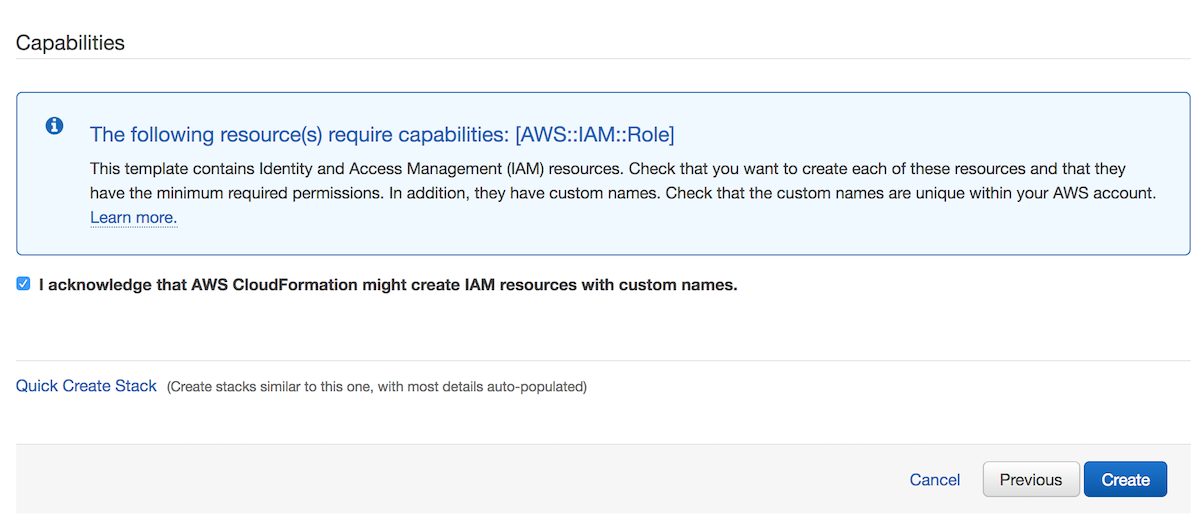 Capabilities
The following resource(s) require capabilities: [AWS::IAM::Role]
This template contains Identity and Access Management (IAM) resources. Check that you want to create each of these resources and that they
have the minimum required permissions. In addition, they have custom names. Check that the custom names are unique within your AWS account.
Learn more.
I acknowledge that AWS CloudFormation might create IAM resources with custom names.
Quick Create Stack (Create stacks similar to this one, with most details auto-populated)
Cancel Previous Create